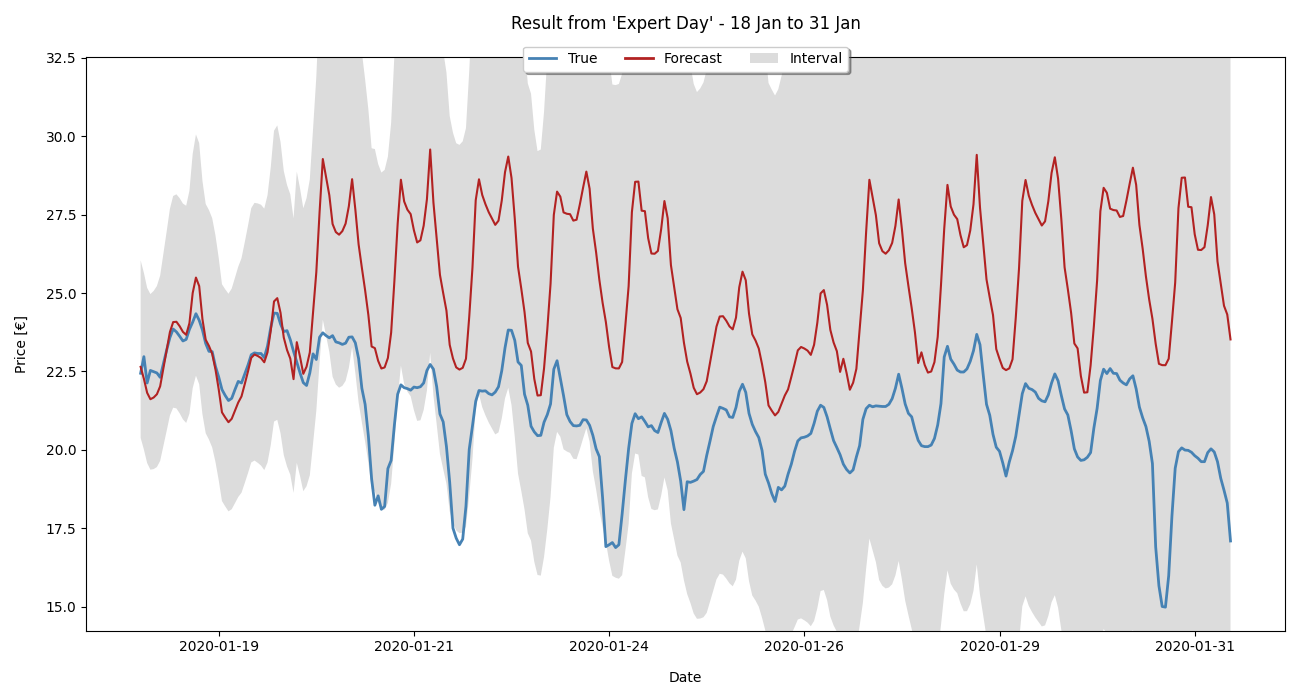 Result from 'Expert Day' - 18 Jan to 31 Jan
True Forecast Interval
32.5
30.0
27.5
25.0
22.5
20.0
17.5
15.0
Price [€]
2020-01-19 2020-01-21 2020-01-24 2020-01-26 2020-01-29 2020-01-31
Date